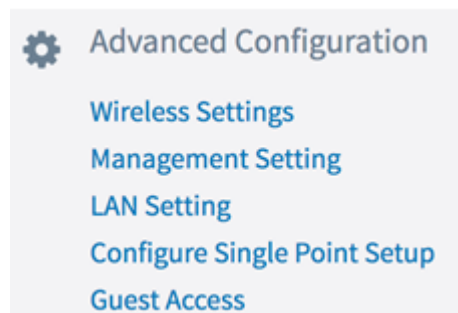 Advanced Configuration
Wireless Settings
Management Setting
LAN Setting
Configure Single Point Setup
Guest Access